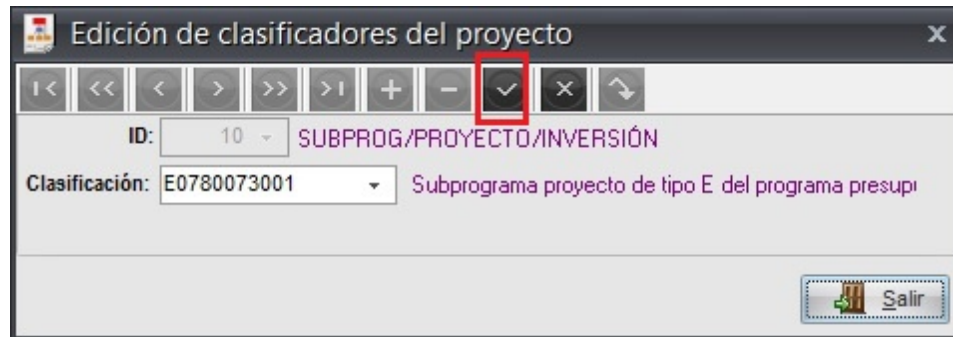 Edición de clasificadores del proyecto
ID: 10 SUBPROG/PROYECTO/INVERSIÓN
Clasificación: E0780073001 Subprograma proyecto de tipo E del programa
Salir